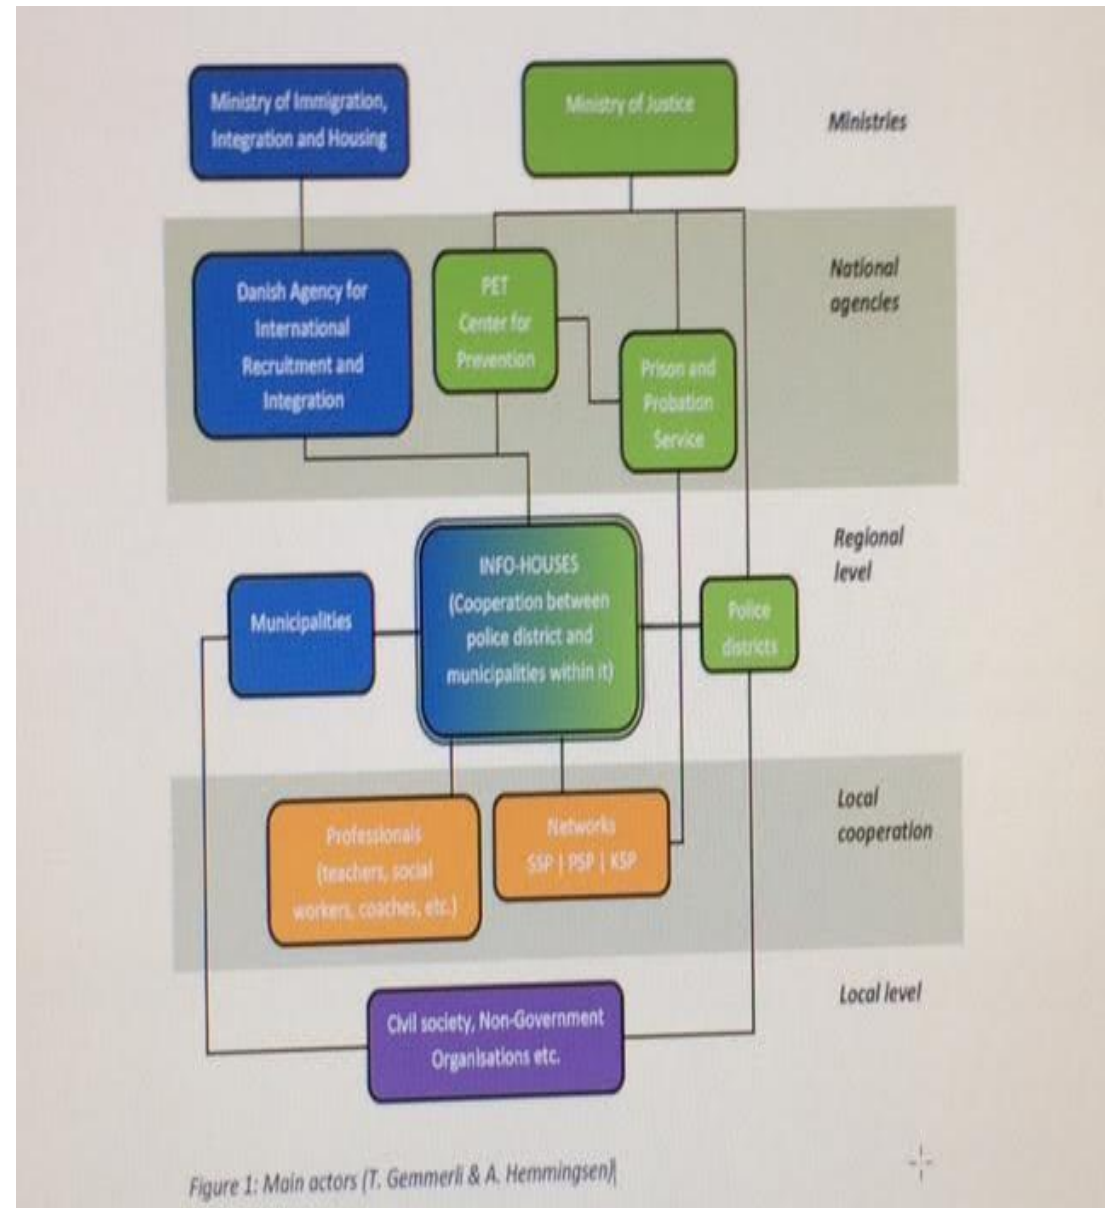 Ministry of Immigration,
Integration and Housing
Ministry of Justice
Ministries
Danish Agency for
International
Recruitment and
Integration
PET
Center for
Prevention
Prison and
Probation
Service
National
agencies
Municipalities
INFO-HOUSES
(Cooperation between
police district and
municipalities within it)
Police
districts
Regional
level
Professionals
(teachers, social
workers, coaches, etc.)
Networks
SSP | PSP | KSP
Local
cooperation
Civil society, Non-Government
Organisations etc.
Local level
Figure 1: Main actors (T. Gemmerli & A. Hemmingsen)